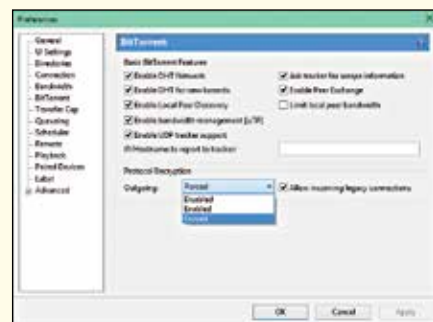 Preferences
General
UI Settings
Directories
Connection
Bandwidth
BitTorrent
Transfer Cap
Queueing
Scheduler
Remote
Playback
Paired Devices
Label
Advanced
BitTorrent
Basic BitTorrent Features
Enable DHT Network
Ask tracker for scrape information
Enable DHT for new torrents
Enable Peer Exchange
Enable Local Peer Discovery
Limit local peer bandwidth
Enable bandwidth management [uTP]
Enable UDP tracker support
IP/Hostname to report to tracker:
Protocol Encryption
Outgoing:
Forced
Allow incoming legacy connections
Enabled
Forced
OK
Cancel
Apply